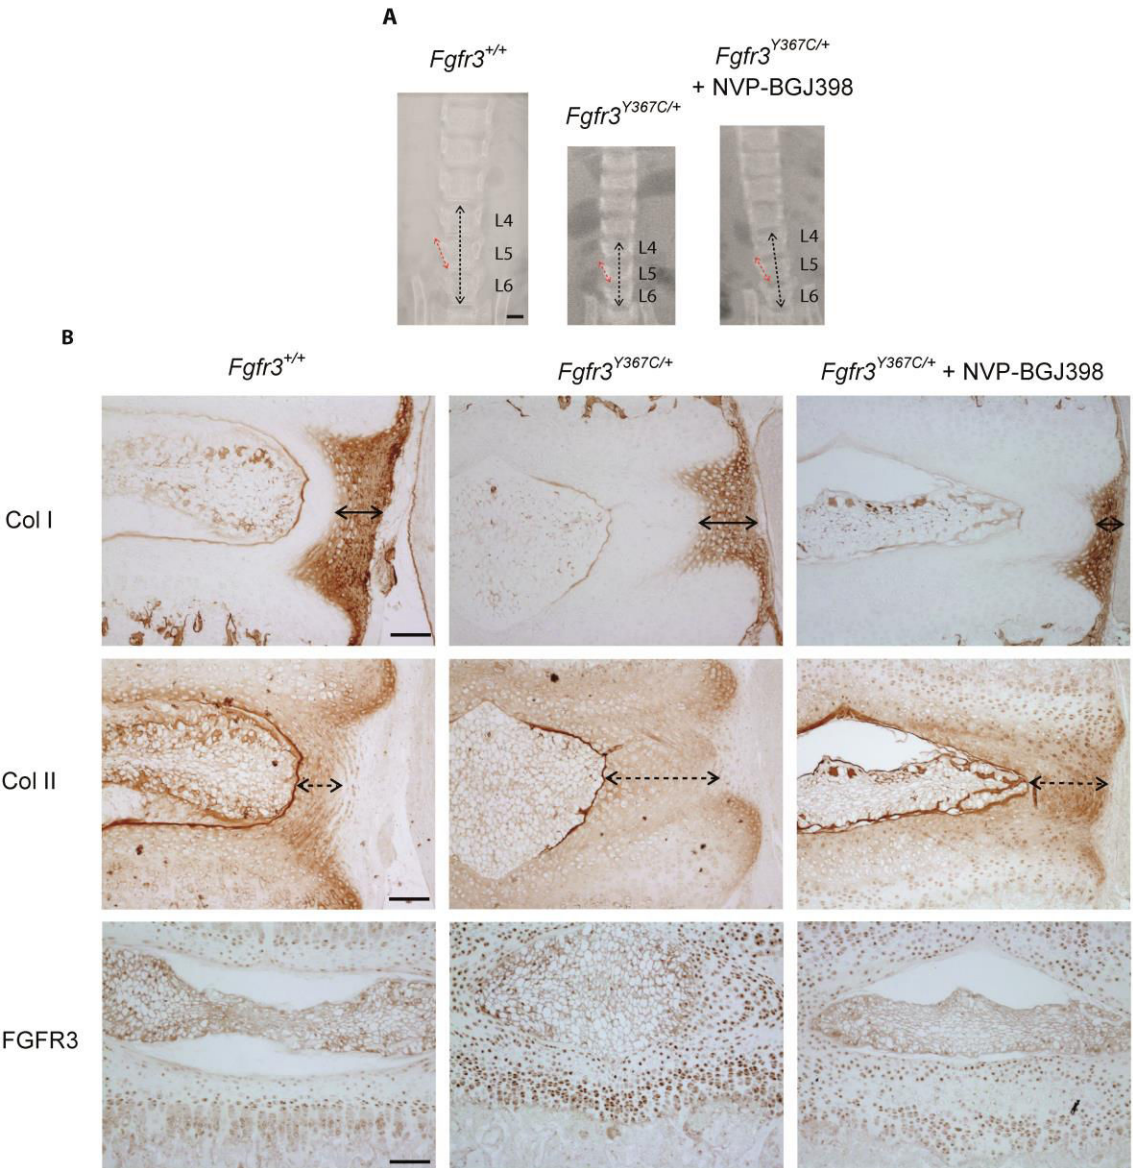 A
Fgfr3+/+
Fgfr3Y367C/+
Fgfr3Y367C/+
+ NVP-BGJ398
L4
L5
L6
L4
L5
L6
L4
L5
L6
B
Fgfr3+/+
Fgfr3Y367C/+
Fgfr3Y367C/+ + NVP-BGJ398
Col I
Col II
FGFR3